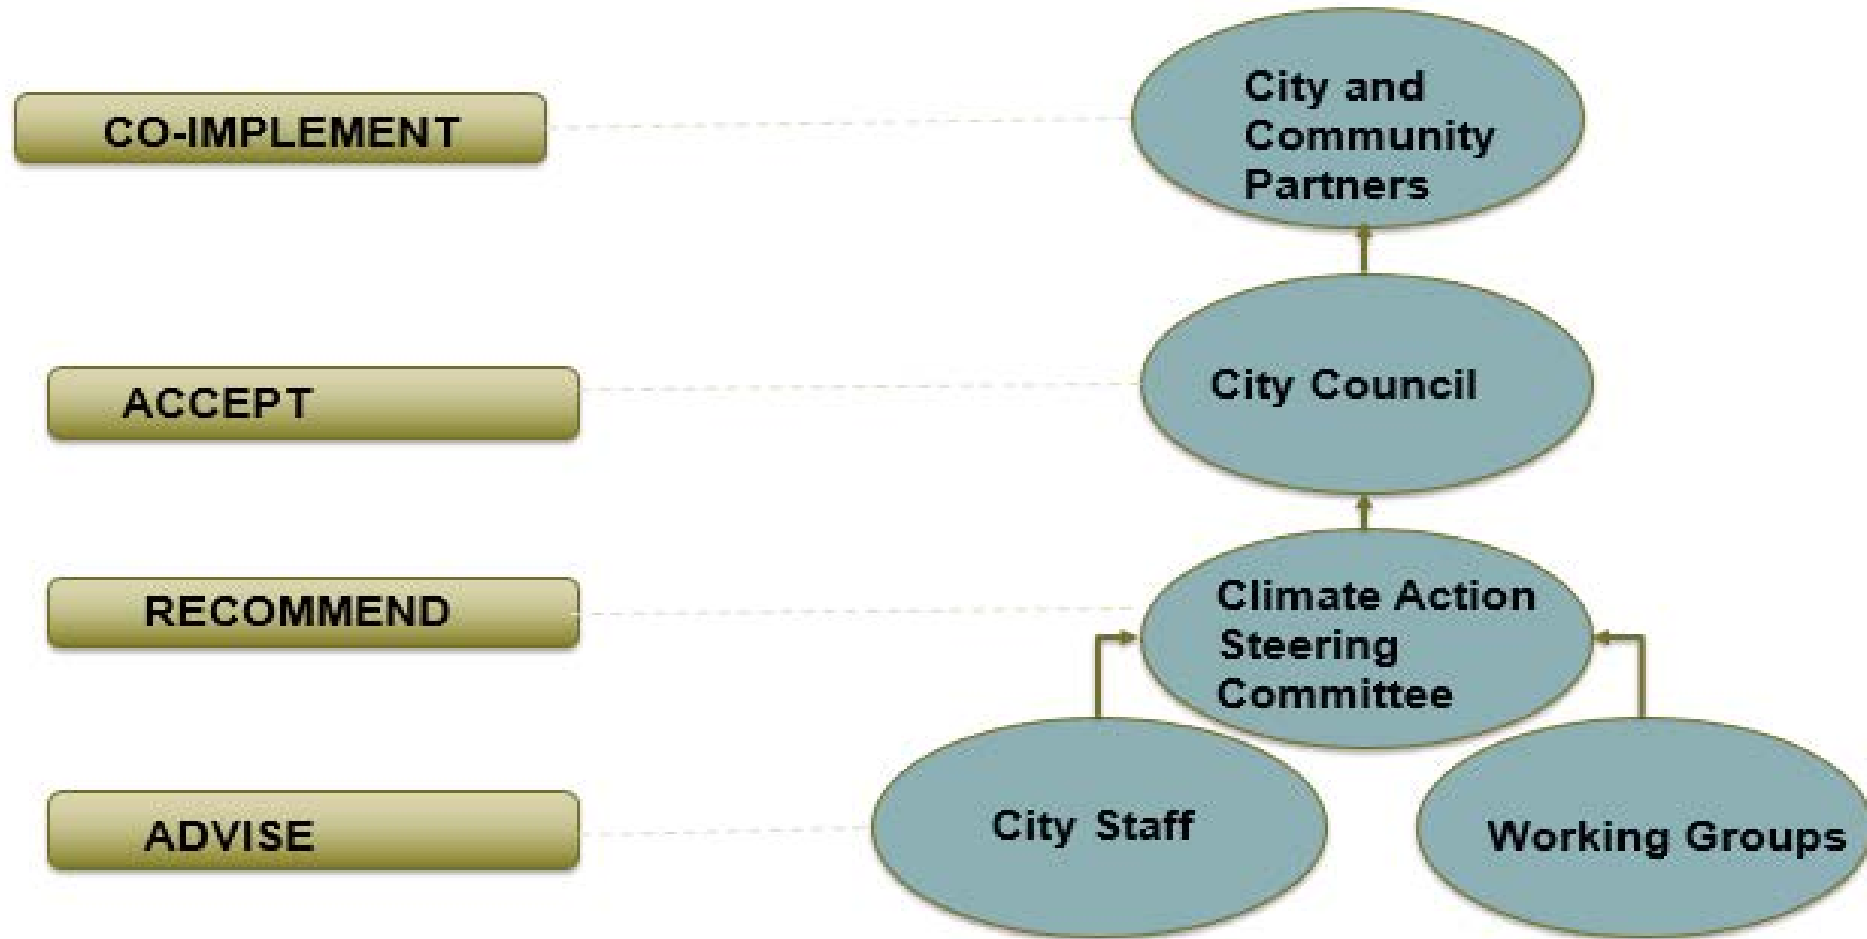 CO-IMPLEMENT
City and
Community
Partners
ACCEPT
City Council
RECOMMEND
Climate Action
Steering
Committee
ADVISE
City Staff
Working Groups